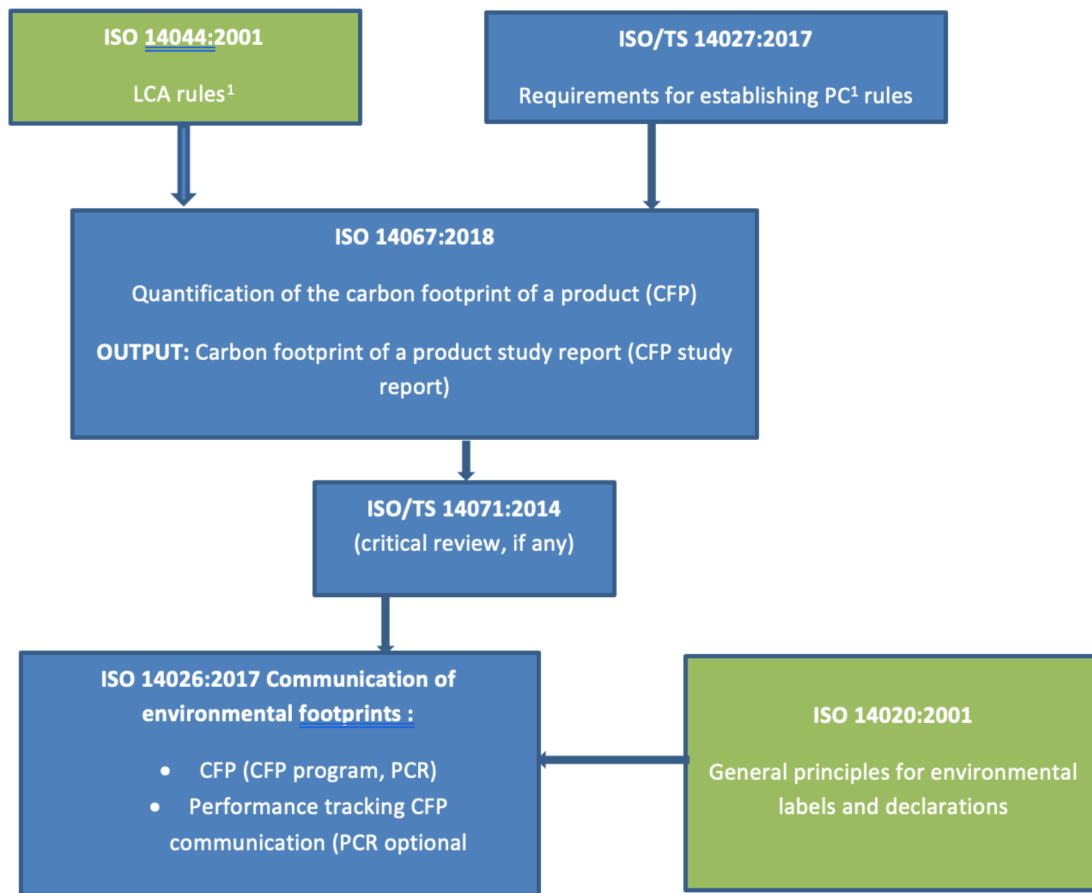 ISO 14044:2001
LCA rules¹
ISO/TS 14027:2017
Requirements for establishing PC¹ rules
ISO 14067:2018
Quantification of the carbon footprint of a product (CFP)
OUTPUT: Carbon footprint of a product study report (CFP study
report)
ISO/TS 14071:2014
(critical review, if any)
ISO 14026:2017 Communication of
environmental footprints :
• CFP (CFP program, PCR)
• Performance tracking CFP
communication (PCR optional
ISO 14020:2001
General principles for environmental
labels and declarations